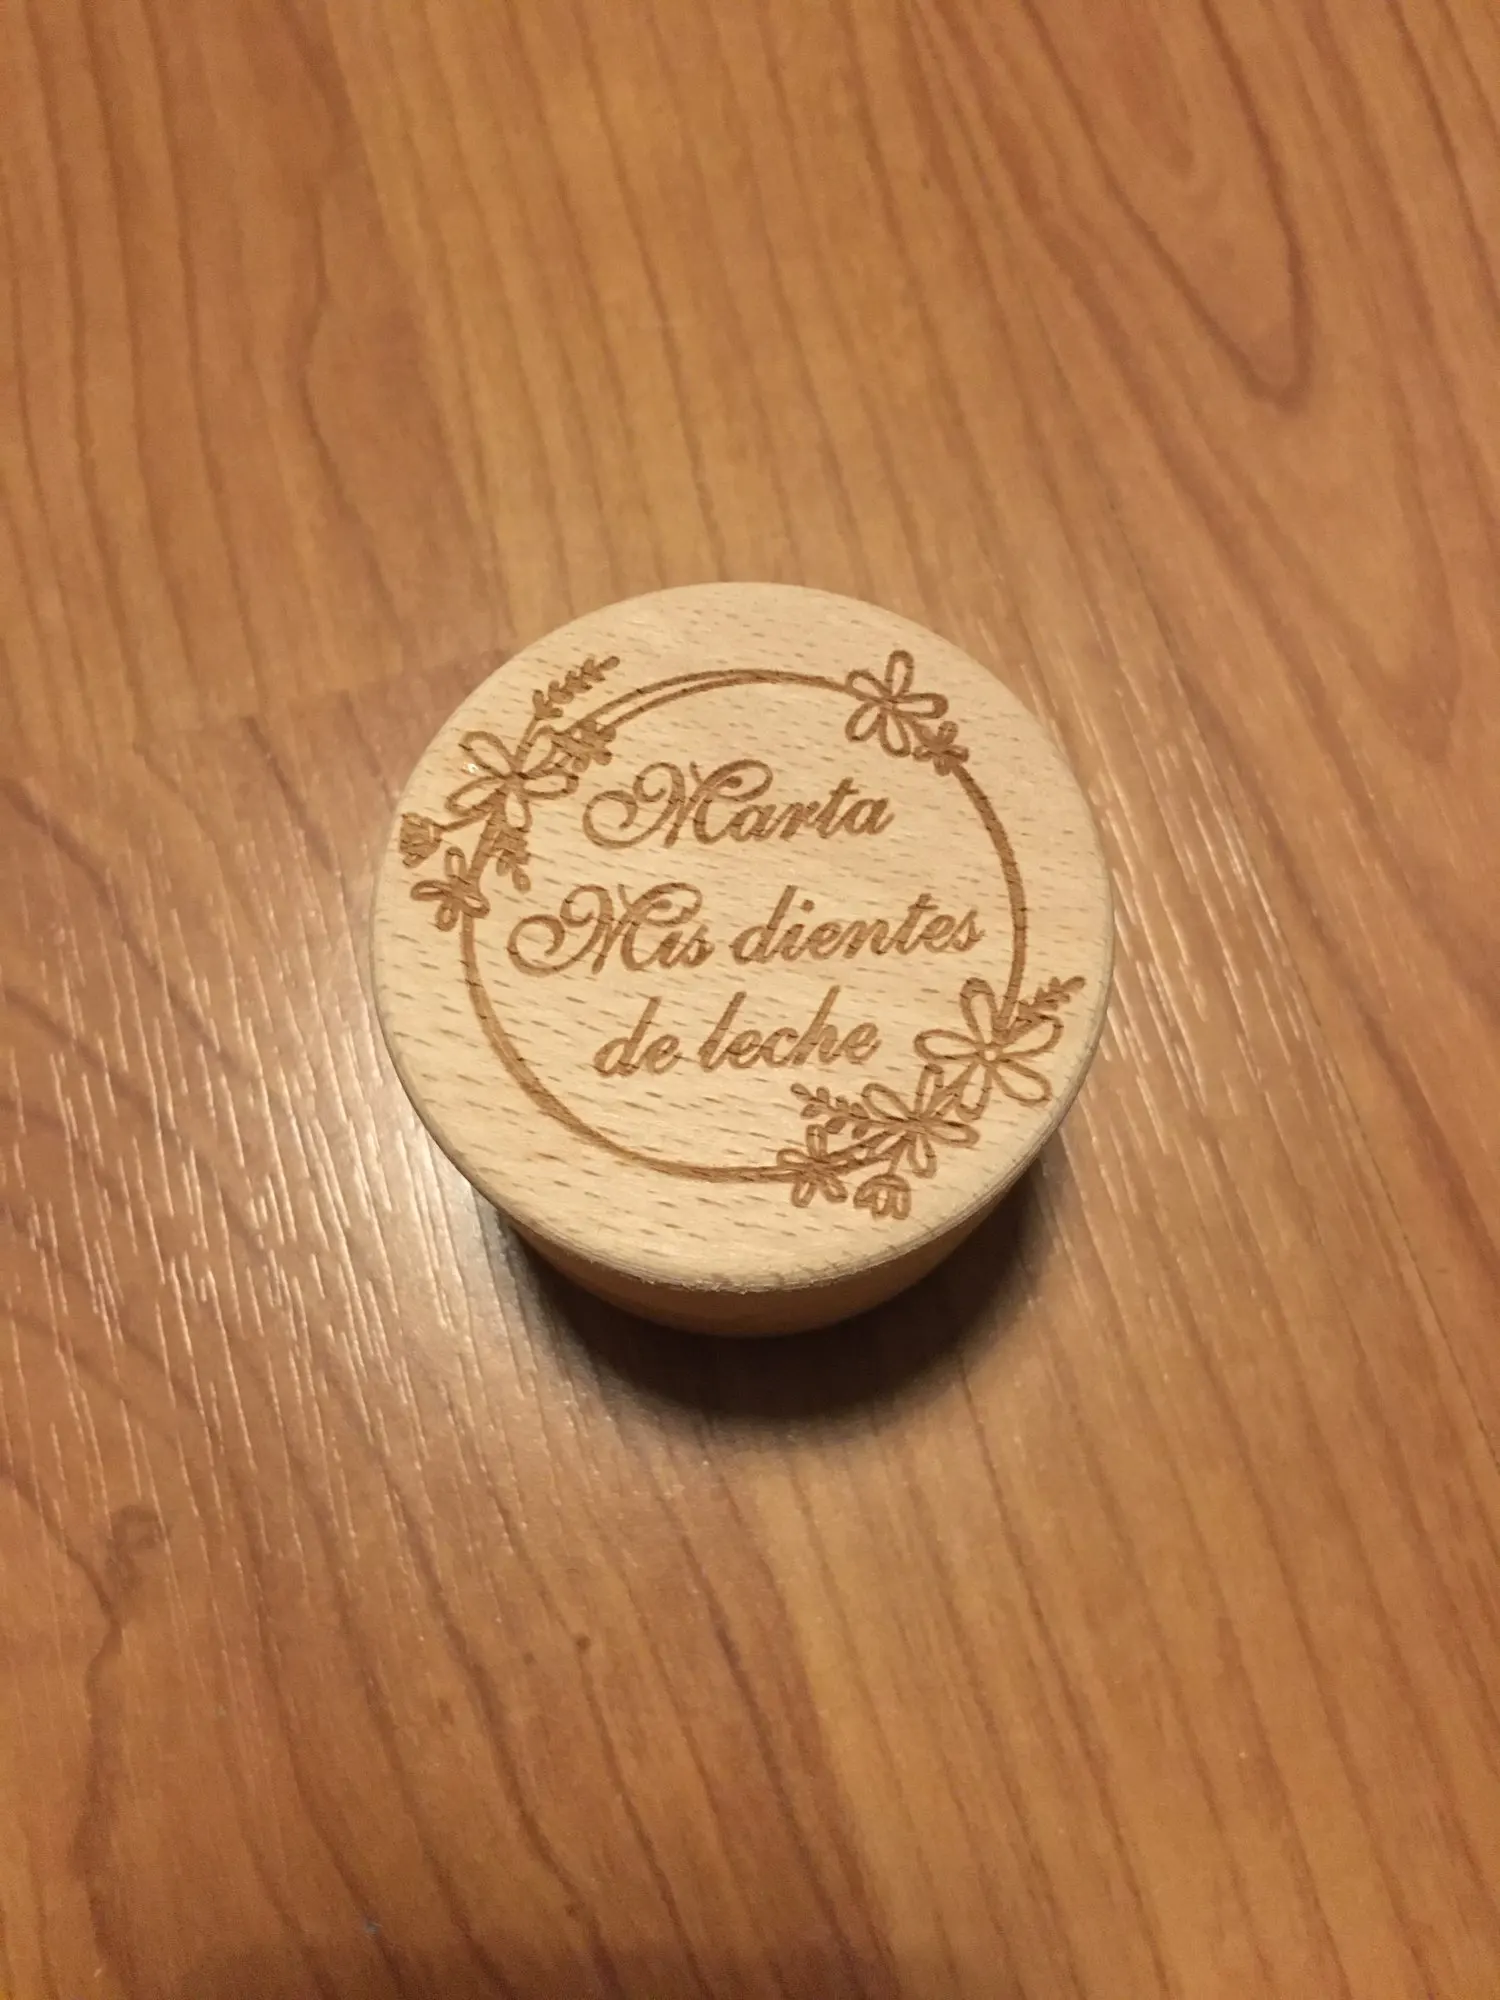 Marta
Mis dientes
de leche